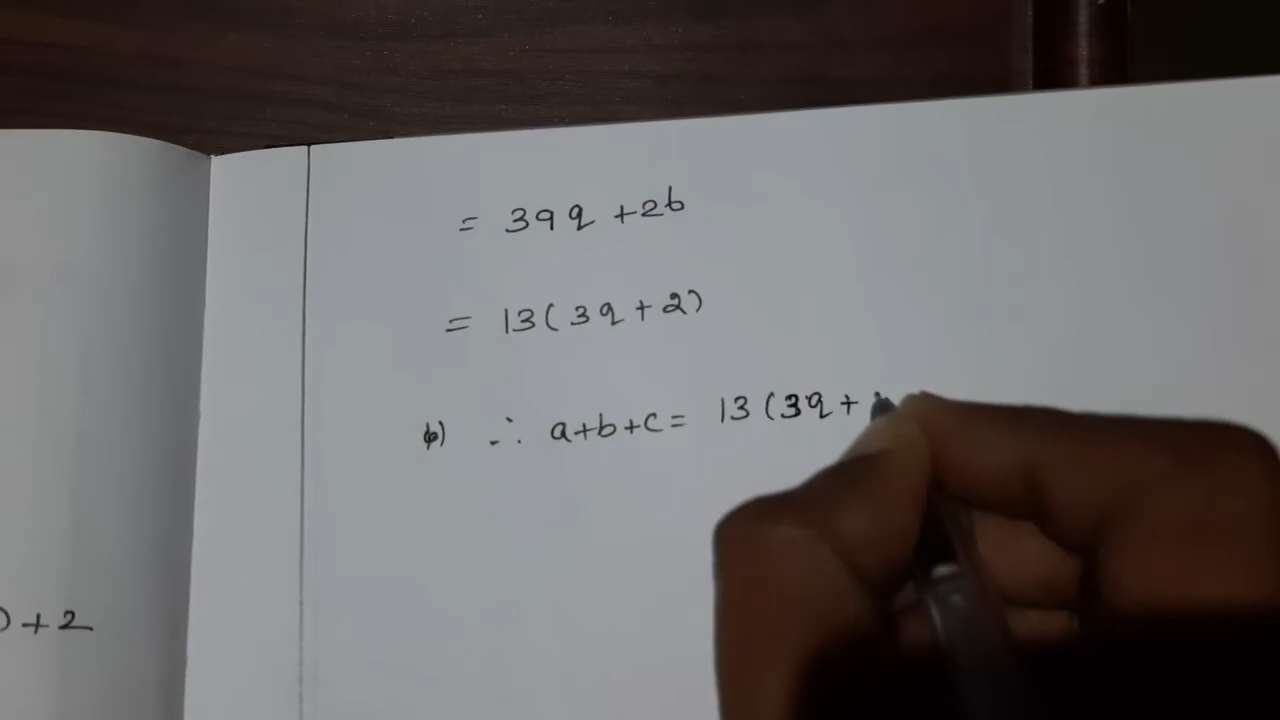 ) + 2
= 39q + 26
= 13(3q + 2)
b) ∴ a+b+c = 13(3q +